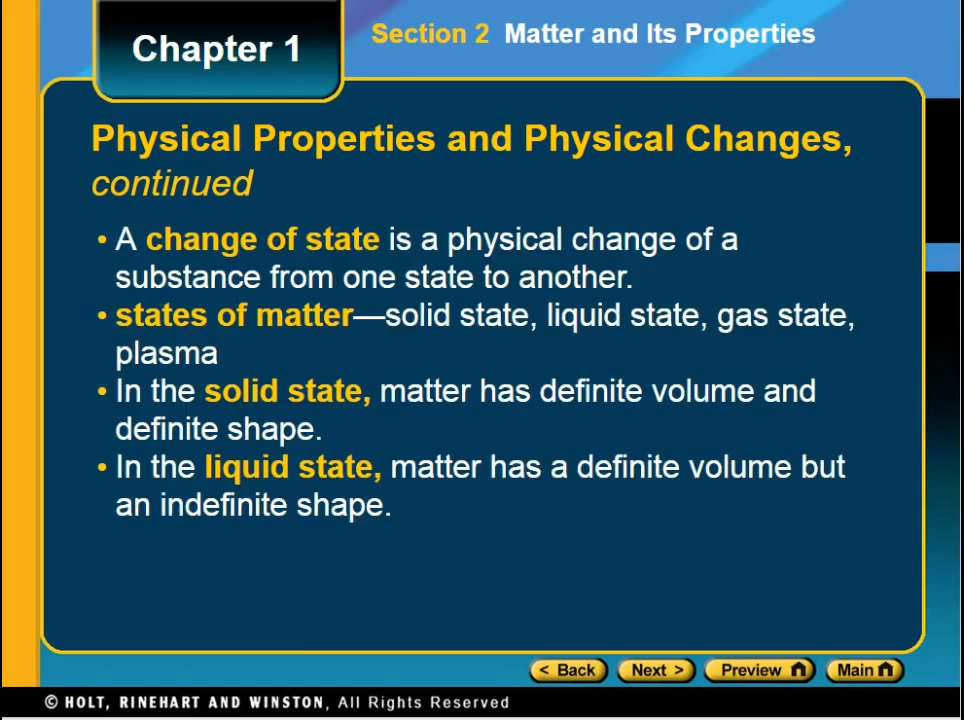 Chapter 1
Section 2 Matter and Its Properties
Physical Properties and Physical Changes,
continued
• A change of state is a physical change of a
substance from one state to another.
• states of matter—solid state, liquid state, gas state,
plasma
• In the solid state, matter has definite volume and
definite shape.
• In the liquid state, matter has a definite volume but
an indefinite shape.
< Back Next > Preview Main
© HOLT, RINEHART AND WINSTON, All Rights Reserved